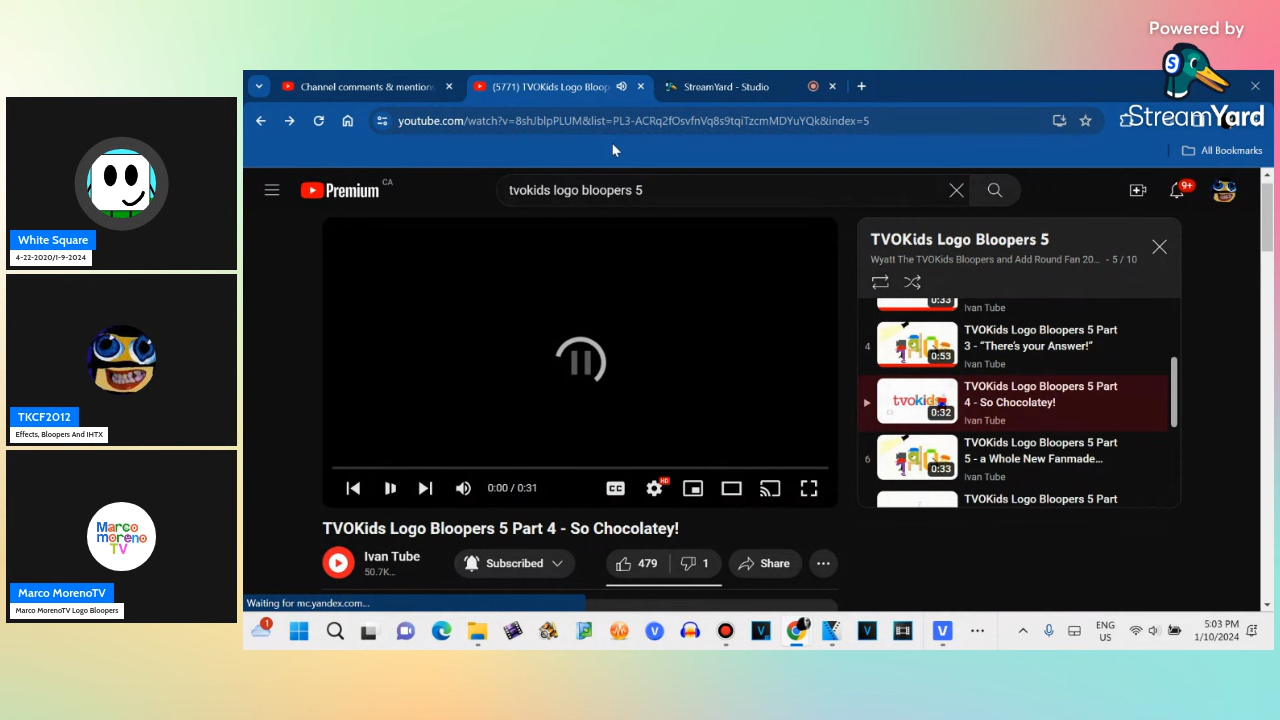 Powered by
StreamYard
Channel comments & mentions
(5771) TVOKids Logo Bloop
StreamYard - Studio
youtube.com/watch?v=8shJblpPLUM&list=PL3-ACRq2fOsvfnVq8s9tqiTzcmMDYuYQk&index=5
All Bookmarks
Premium CA
tvokids logo bloopers 5
9+
TVOKids Logo Bloopers 5
Wyatt The TVOKids Bloopers and Add Round Fan 20... - 5 / 10
0:33
Ivan Tube
4
0:53
TVOKids Logo Bloopers 5 Part
3 - “There's your Answer!”
Ivan Tube
tvokids
0:32
TVOKids Logo Bloopers 5 Part
4 - So Chocolatey!
Ivan Tube
6
0:33
TVOKids Logo Bloopers 5 Part
5 - a Whole New Fanmade...
Ivan Tube
TVOKids Logo Bloopers 5 Part
0:00 / 0:31
CC
HD
TVOKids Logo Bloopers 5 Part 4 - So Chocolatey!
Ivan Tube
50.7K...
Subscribed
479
1
Share
Waiting for mc.yandex.com...
1
ENG
US
5:03 PM
1/10/2024
White Square
4-22-2020/1-9-2024
TKCF2012
Effects, Bloopers And IHTX
Marco
moreno
TV
Marco MorenoTV
Marco MorenoTV Logo Bloopers